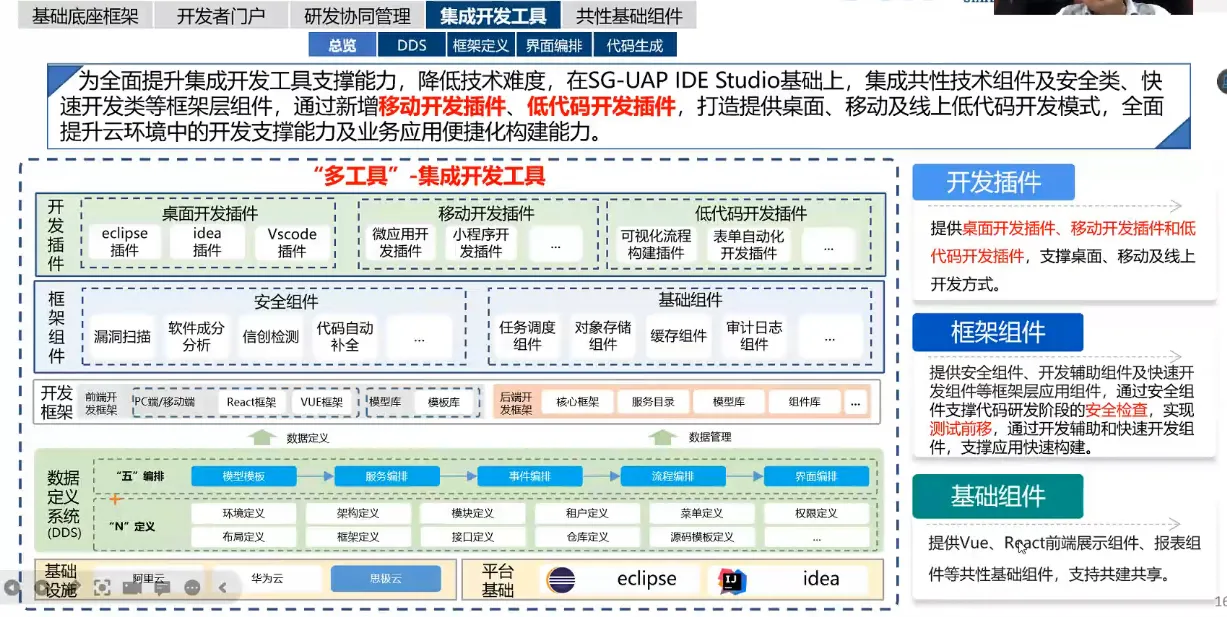 基础底座框架 开发者门户 研发协同管理 集成开发工具 共性基础组件
总览 DDS 框架定义 界面编排 代码生成
为全面提升集成开发工具支撑能力，降低技术难度，在SG-UAP IDE Studio基础上，集成共性技术组件及安全类、快
速开发类等框架层组件，通过新增移动开发插件、低代码开发插件，打造提供桌面、移动及线上低代码开发模式，全面
提升云环境中的开发支撑能力及业务应用便捷化构建能力。
“多工具”-集成开发工具
开发插件
桌面开发插件
eclipse
插件
idea
插件
Vscode
插件
移动开发插件
微应用开
发插件
小程序开
发插件
...
低代码开发插件
可视化流程
构建插件
表单自动化
开发插件
...
框架组件
安全组件
漏洞扫描
软件成分
分析
信创检测
代码自动
补全
...
基础组件
任务调度
组件
对象存储
组件
缓存组件
审计日志
组件
...
开发
框架
前端开
发框架
PC端/移动端 React框架 VUE框架 模型库 模板库
后端开
发框架
核心框架 服务目录 模型库 组件库 ...
数据定义 数据管理
数据
定义
系统
(DDS)
“五”编排 模型模板 服务编排 事件编排 流程编排 界面编排
“N”定义
环境定义 架构定义 模块定义 租户定义 菜单定义 权限定义
布局定义 框架定义 接口定义 仓库定义 源码模板定义 ...
基础
设施
阿里云 华为云 思极云
平台
基础
eclipse
IJ
idea
开发插件
提供桌面开发插件、移动开发插件和低
代码开发插件，支撑桌面、移动及线上
开发方式。
框架组件
提供安全组件、开发辅助组件及快速开
发组件等框架层应用组件，通过安全组
件支撑代码研发阶段的安全检查，实现
测试前移，通过开发辅助和快速开发组
件，支撑应用快速构建。
基础组件
提供Vue、React前端展示组件、报表组
件等共性基础组件，支持共建共享。
16